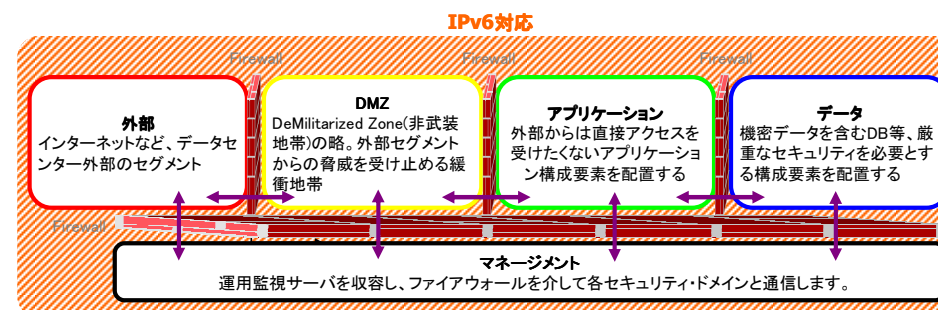 IPv6対応
Firewall
Firewall
Firewall
外部
インターネットなど、データセ
ンター外部のセグメント
DMZ
DeMilitarized Zone(非武装
地帯)の略。外部セグメント
からの脅威を受け止める緩
衝地帯
アプリケーション
外部からは直接アクセスを
受けたくないアプリケーショ
ン構成要素を配置する
データ
機密データを含むDB等、厳
重なセキュリティを必要とす
る構成要素を配置する
Firewall
マネージメント
運用監視サーバを収容し、ファイアウォールを介して各セキュリティ・ドメインと通信します。